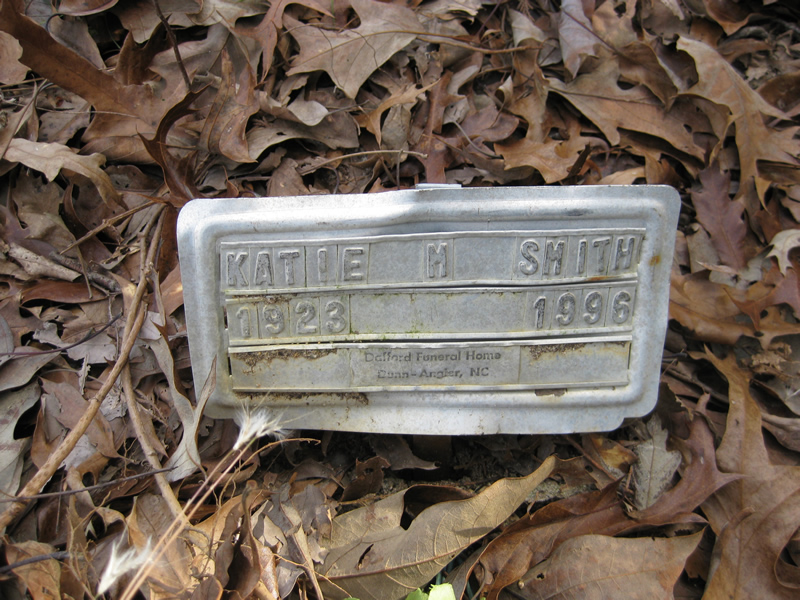 KATIE M SMITH
1923 1996
Dafford Funeral Home
Dunn-Angier, NC